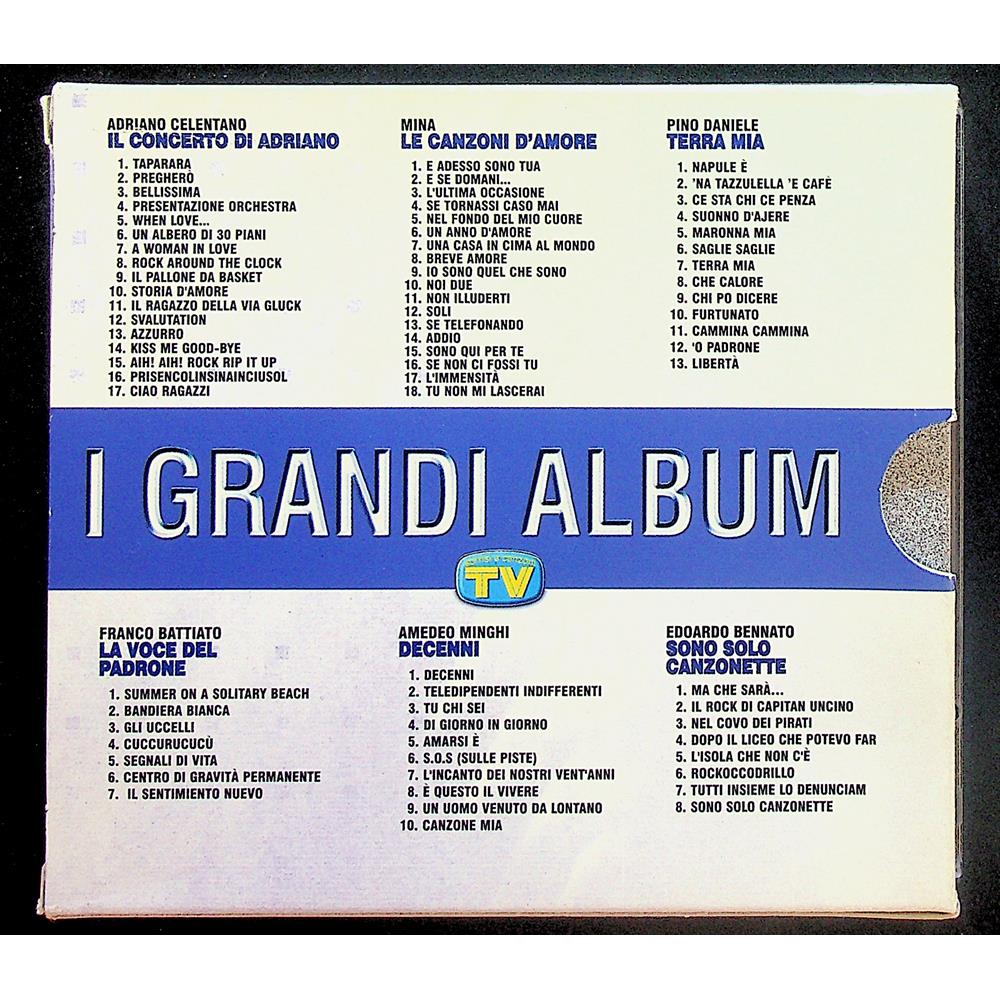 ADRIANO CELENTANO
IL CONCERTO DI ADRIANO
1. TAPARARA
2. PREGHERÒ
3. BELLISSIMA
4. PRESENTAZIONE ORCHESTRA
5. WHEN LOVE...
6. UN ALBERO DI 30 PIANI
7. A WOMAN IN LOVE
8. ROCK AROUND THE CLOCK
9. IL PALLONE DA BASKET
10. STORIA D'AMORE
11. IL RAGAZZO DELLA VIA GLUCK
12. SVALUTATION
13. AZZURRO
14. KISS ME GOOD-BYE
15. AIH! AIH! ROCK RIP IT UP
16. PRISENCOLINSINAINCIUSOL
17. CIAO RAGAZZI
MINA
LE CANZONI D'AMORE
1. E ADESSO SONO TUA
2. E SE DOMANI...
3. L'ULTIMA OCCASIONE
4. SE TORNASSI CASO MAI
5. NEL FONDO DEL MIO CUORE
6. UN ANNO D'AMORE
7. UNA CASA IN CIMA AL MONDO
8. BREVE AMORE
9. IO SONO QUEL CHE SONO
10. NOI DUE
11. NON ILLUDERTI
12. SOLI
13. SE TELEFONANDO
14. ADDIO
15. SONO QUI PER TE
16. SE NON CI FOSSI TU
17. L'IMMENSITÀ
18. TU NON MI LASCERAI
PINO DANIELE
TERRA MIA
1. NAPULE È
2. 'NA TAZZULELLA 'E CAFÈ
3. CE STA CHI CE PENZA
4. SUONNO D'AJERE
5. MARONNA MIA
6. SAGLIE SAGLIE
7. TERRA MIA
8. CHE CALORE
9. CHI PO DICERE
10. FURTUNATO
11. CAMMINA CAMMINA
12. 'O PADRONE
13. LIBERTÀ
I GRANDI ALBUM
TV
FRANCO BATTIATO
LA VOCE DEL
PADRONE
1. SUMMER ON A SOLITARY BEACH
2. BANDIERA BIANCA
3. GLI UCCELLI
4. CUCCURUCUCÙ
5. SEGNALI DI VITA
6. CENTRO DI GRAVITÀ PERMANENTE
7. IL SENTIMENTO NUEVO
AMEDEO MINGHI
DECENNI
1. DECENNI
2. TELEDIPENDENTI INDIFFERENTI
3. TU CHI SEI
4. DI GIORNO IN GIORNO
5. AMARSI È
6. S.O.S (SULLE PISTE)
7. L'INCANTO DEI NOSTRI VENT'ANNI
8. È QUESTO IL VIVERE
9. UN UOMO VENUTO DA LONTANO
10. CANZONE MIA
EDOARDO BENNATO
SONO SOLO
CANZONETTE
1. MA CHE SARÀ...
2. IL ROCK DI CAPITAN UNCINO
3. NEL COVO DEI PIRATI
4. DOPO IL LICEO CHE POTEVO FAR
5. L'ISOLA CHE NON C'È
6. ROCKOCCODRILLO
7. TUTTI INSIEME LO DENUNCIAM
8. SONO SOLO CANZONETTE